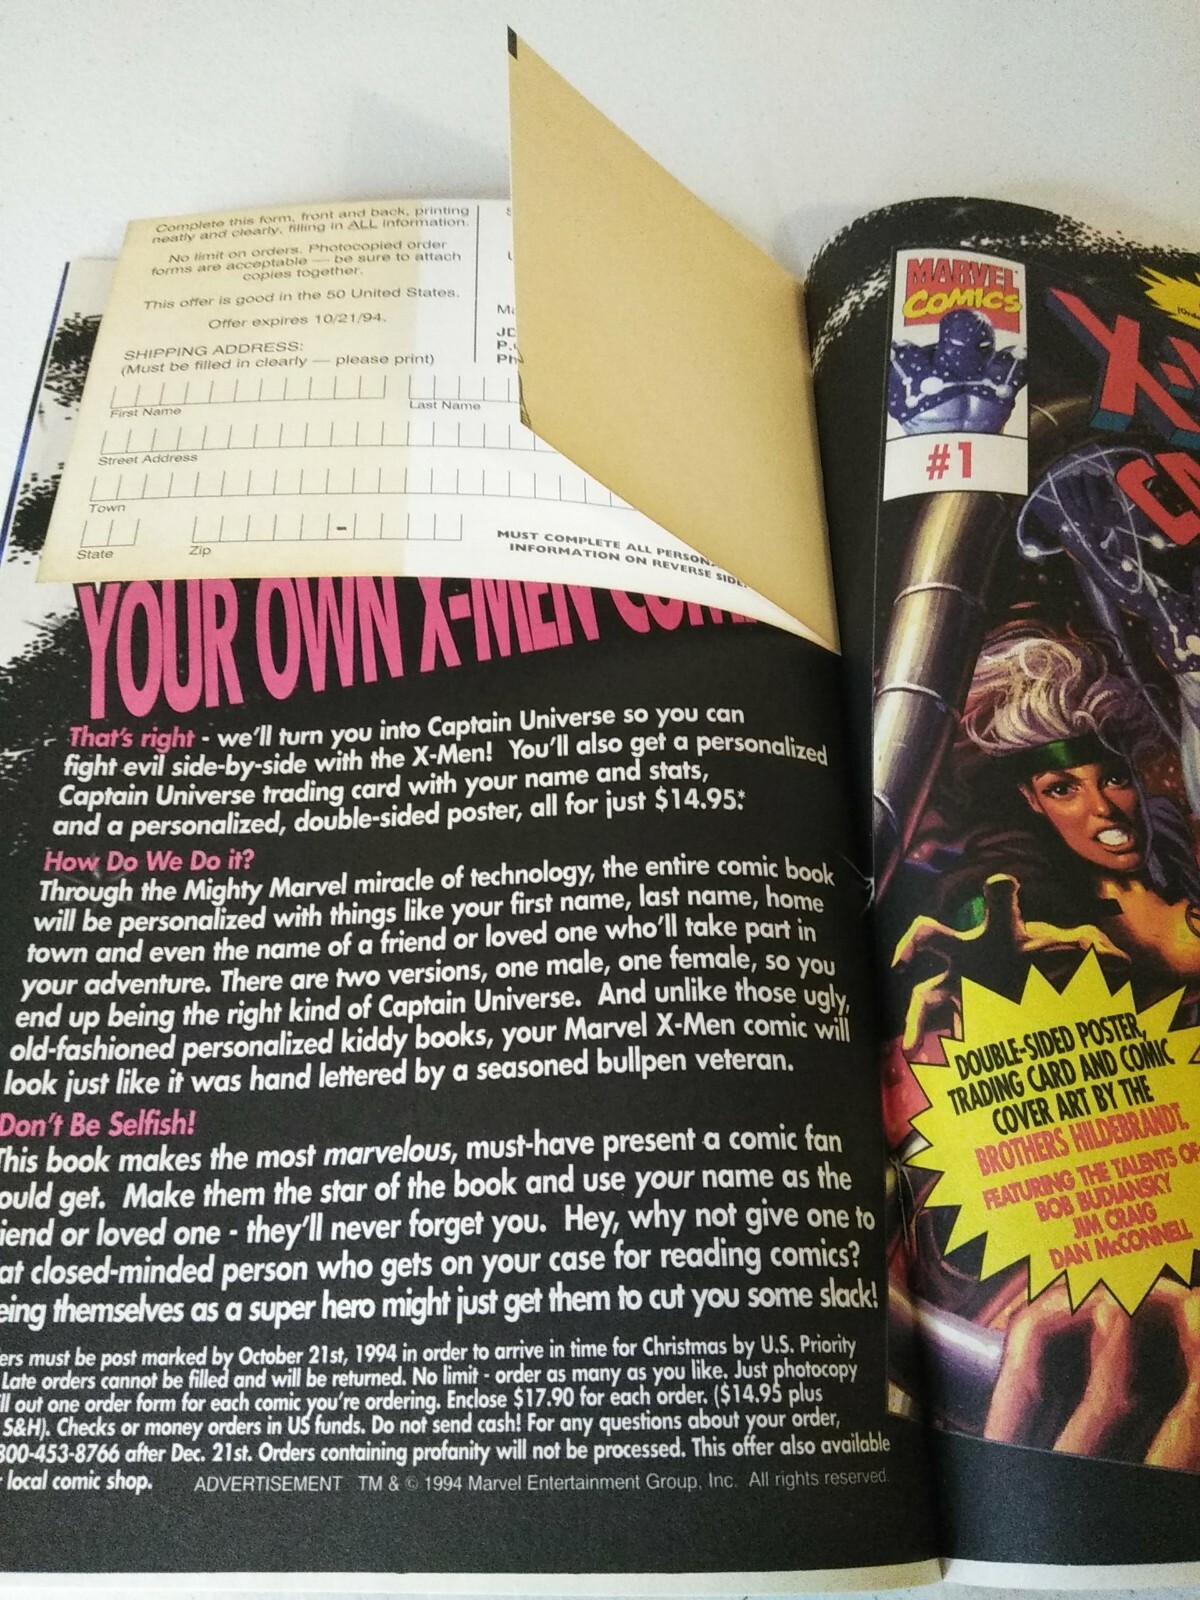 Complete this form, front and back, printing
neatly and clearly, filling in ALL information.
No limit on orders. Photocopied order
forms are acceptable — be sure to attach
copies together.
This offer is good in the 50 United States.
Offer expires 10/21/94.
SHIPPING ADDRESS:
(Must be filled in clearly — please print)
First Name
Last Name
Street Address
Town
State
Zip
-
MUST COMPLETE ALL
INFORMATION ON REVERSE SIDE
YOUR OWN X-MEN
That's right - we'll turn you into Captain Universe so you can
fight evil side-by-side with the X-Men! You'll also get a personalized
Captain Universe trading card with your name and stats,
and a personalized, double-sided poster, all for just $14.95.*
How Do We Do it?
Through the Mighty Marvel miracle of technology, the entire comic book
will be personalized with things like your first name, last name, home
town and even the name of a friend or loved one who'll take part in
your adventure. There are two versions, one male, one female, so you
end up being the right kind of Captain Universe. And unlike those ugly,
old-fashioned personalized kiddy books, your Marvel X-Men comic will
look just like it was hand lettered by a seasoned bullpen veteran.
Don't Be Selfish!
This book makes the most marvelous, must-have present a comic fan
ould get. Make them the star of the book and use your name as the
iend or loved one - they'll never forget you. Hey, why not give one to
at closed-minded person who gets on your case for reading comics?
eing themselves as a super hero might just get them to cut you some slack!
ers must be post marked by October 21st, 1994 in order to arrive in time for Christmas by U.S. Priority
Late orders cannot be filled and will be returned. No limit - order as many as you like. Just photocopy
ll out one order form for each comic you're ordering. Enclose $17.90 for each order. ($14.95 plus
S&H). Checks or money orders in US funds. Do not send cash! For any questions about your order,
800-453-8766 after Dec. 21st. Orders containing profanity will not be processed. This offer also available
local comic shop.
ADVERTISEMENT TM & © 1994 Marvel Entertainment Group, Inc. All rights reserved.
MARVEL
COMICS
#1
DOUBLE-SIDED POSTER,
TRADING CARD AND COMIC
COVER ART BY THE
BROTHERS HILDEBRANDT.
FEATURING THE TALENTS OF
BOB BUDIANSKY
JIM CRAIG
DAN McCONNELL